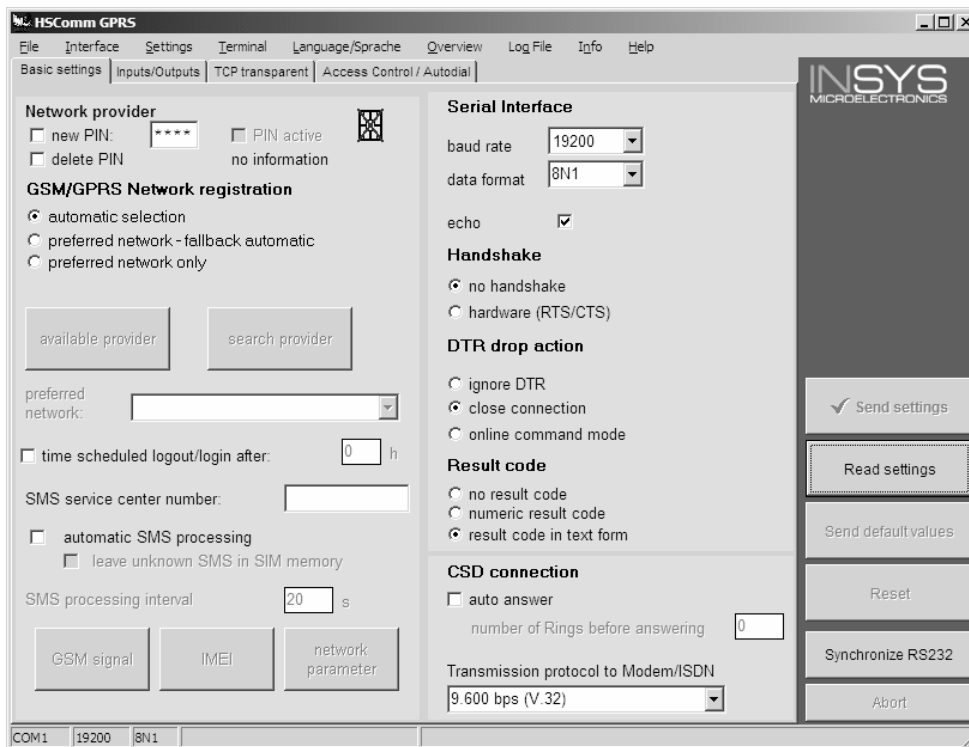 HSComm GPRS
File Interface Settings Terminal Language/Sprache Overview Log File Info Help
Basic settings Inputs/Outputs TCP transparent Access Control / Autodial
INSYS
MICROELECTRONICS
Network provider
new PIN: **** PIN active
delete PIN no information
GSM/GPRS Network registration
automatic selection
preferred network - fallback automatic
preferred network only
available provider search provider
preferred
network:
time scheduled logout/login after: 0 h
SMS service center number:
automatic SMS processing
leave unknown SMS in SIM memory
SMS processing interval 20 s
GSM signal IMEI network
parameter
Serial Interface
baud rate 19200
data format 8N1
echo
Handshake
no handshake
hardware (RTS/CTS)
DTR drop action
ignore DTR
close connection
online command mode
Result code
no result code
numeric result code
result code in text form
CSD connection
auto answer
number of Rings before answering 0
Transmission protocol to Modem/ISDN
9.600 bps (V.32)
Send settings
Read settings
Send default values
Reset
Synchronize RS232
Abort
COM1 19200 8N1